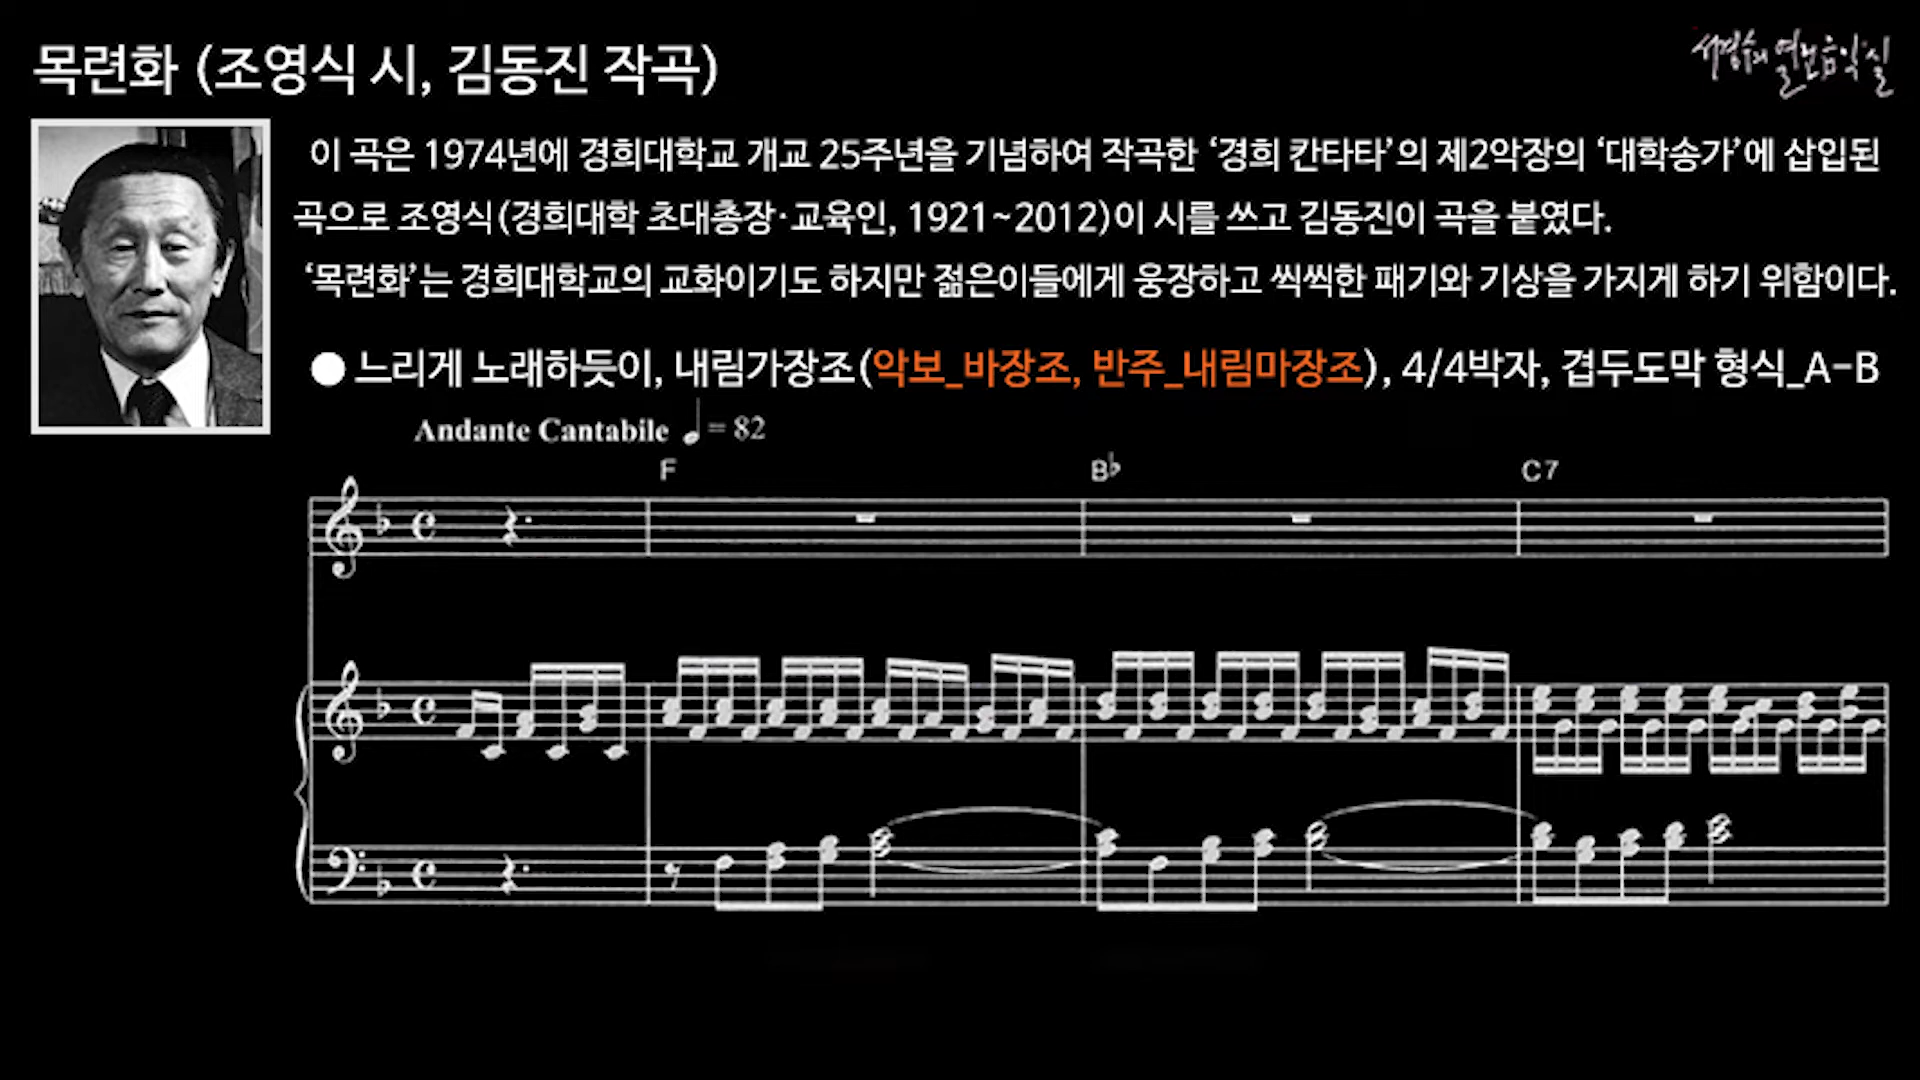 목련화 (조영식 시, 김동진 작곡)
서경수의 열린음악실
이 곡은 1974년에 경희대학교 개교 25주년을 기념하여 작곡한 ‘경희 칸타타’의 제2악장의 ‘대학송가’에 삽입된
곡으로 조영식(경희대학 초대총장·교육인, 1921~2012)이 시를 쓰고 김동진이 곡을 붙였다.
‘목련화’는 경희대학교의 교화이기도 하지만 젊은이들에게 웅장하고 씩씩한 패기와 기상을 가지게 하기 위함이다.
● 느리게 노래하듯이, 내림가장조(악보_바장조, 반주_내림마장조), 4/4박자, 겹두도막 형식_A-B
Andante Cantabile = 82
F B♭ C7